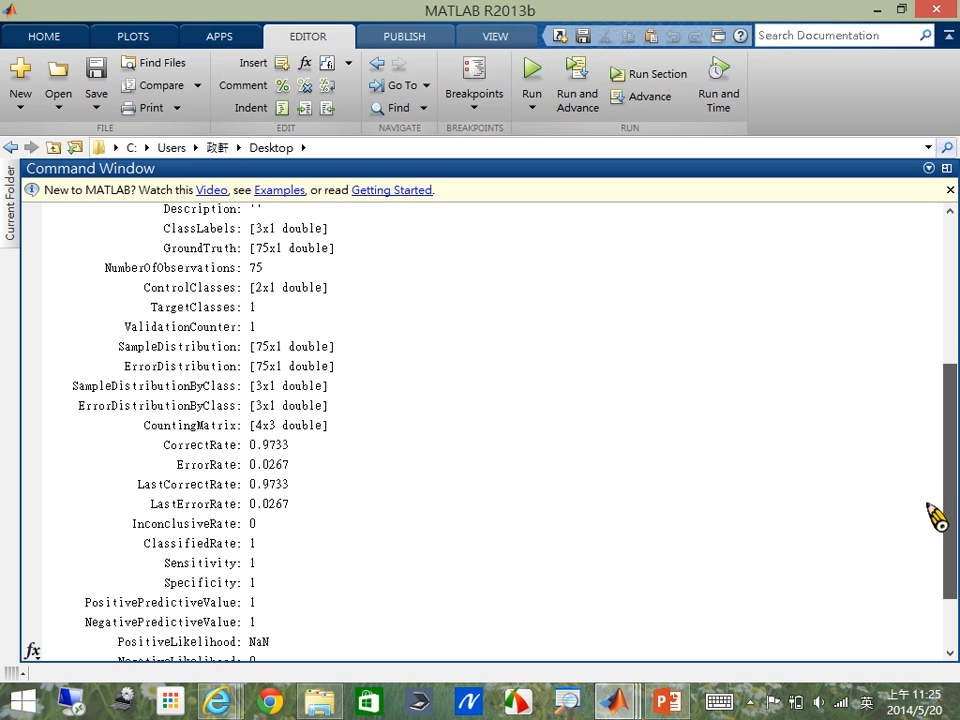 MATLAB R2013b
HOME PLOTS APPS EDITOR PUBLISH VIEW Search Documentation
New Open Save Find Files Compare Print Insert Comment Indent Go To Find Breakpoints Run Run and Advance Run Section Advance Run and Time
FILE EDIT NAVIGATE BREAKPOINTS RUN
C: Users 政軒 Desktop
Current Folder
Command Window
New to MATLAB? Watch this Video, see Examples, or read Getting Started.
Description: ''
ClassLabels: [3x1 double]
GroundTruth: [75x1 double]
NumberOfObservations: 75
ControlClasses: [2x1 double]
TargetClasses: 1
ValidationCounter: 1
SampleDistribution: [75x1 double]
ErrorDistribution: [75x1 double]
SampleDistributionByClass: [3x1 double]
ErrorDistributionByClass: [3x1 double]
CountingMatrix: [4x3 double]
CorrectRate: 0.9733
ErrorRate: 0.0267
LastCorrectRate: 0.9733
LastErrorRate: 0.0267
InconclusiveRate: 0
ClassifiedRate: 1
Sensitivity: 1
Specificity: 1
PositivePredictiveValue: 1
NegativePredictiveValue: 1
PositiveLikelihood: NaN
NegativeLikelihood: 0
fx
英
上午 11:25
2014/5/20